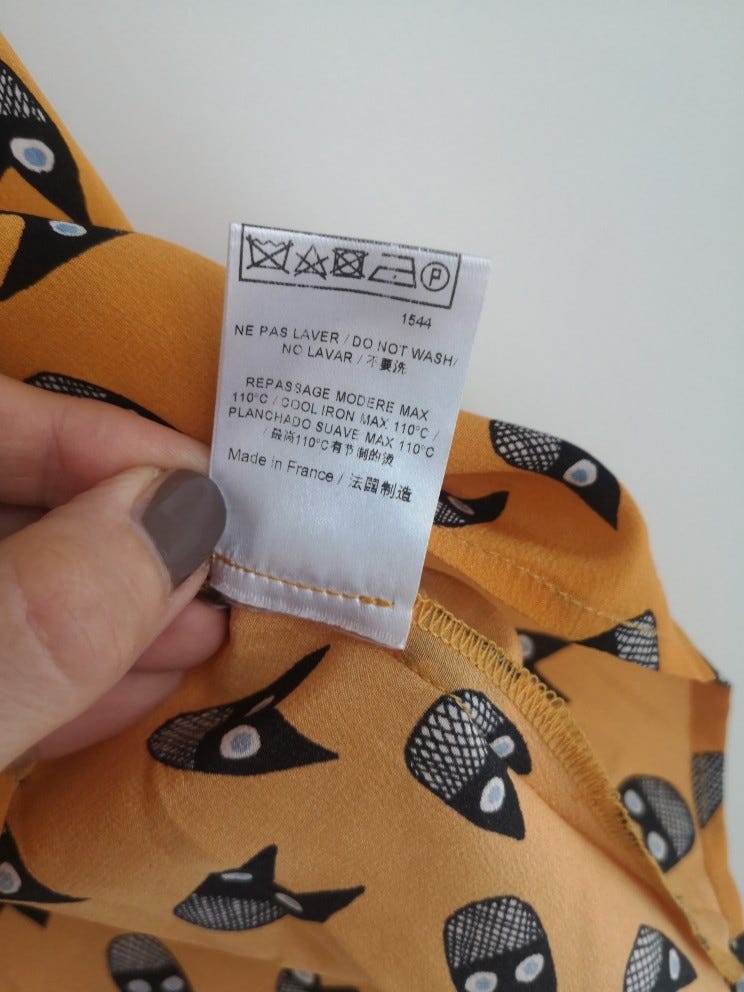 P
1544
NE PAS LAVER / DO NOT WASH/
NO LAVAR / 不要洗
REPASSAGE MODERE MAX
110°C / COOL IRON MAX 110°C /
PLANCHADO SUAVE MAX 110°C
/ 最高110°C有节制的烫
Made in France / 法國制造